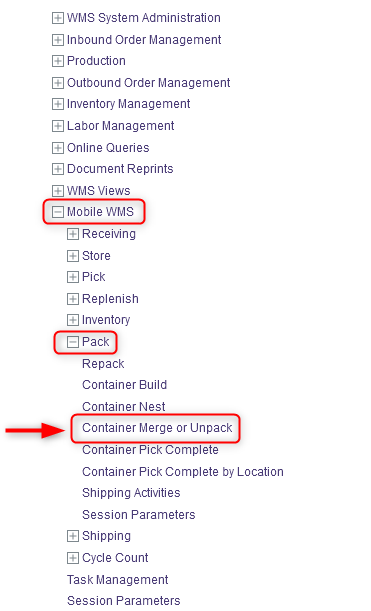 WMS System Administration
Inbound Order Management
Production
Outbound Order Management
Inventory Management
Labor Management
Online Queries
Document Reprints
WMS Views
Mobile WMS
Receiving
Store
Pick
Replenish
Inventory
Pack
Repack
Container Build
Container Nest
Container Merge or Unpack
Container Pick Complete
Container Pick Complete by Location
Shipping Activities
Session Parameters
Shipping
Cycle Count
Task Management
Session Parameters